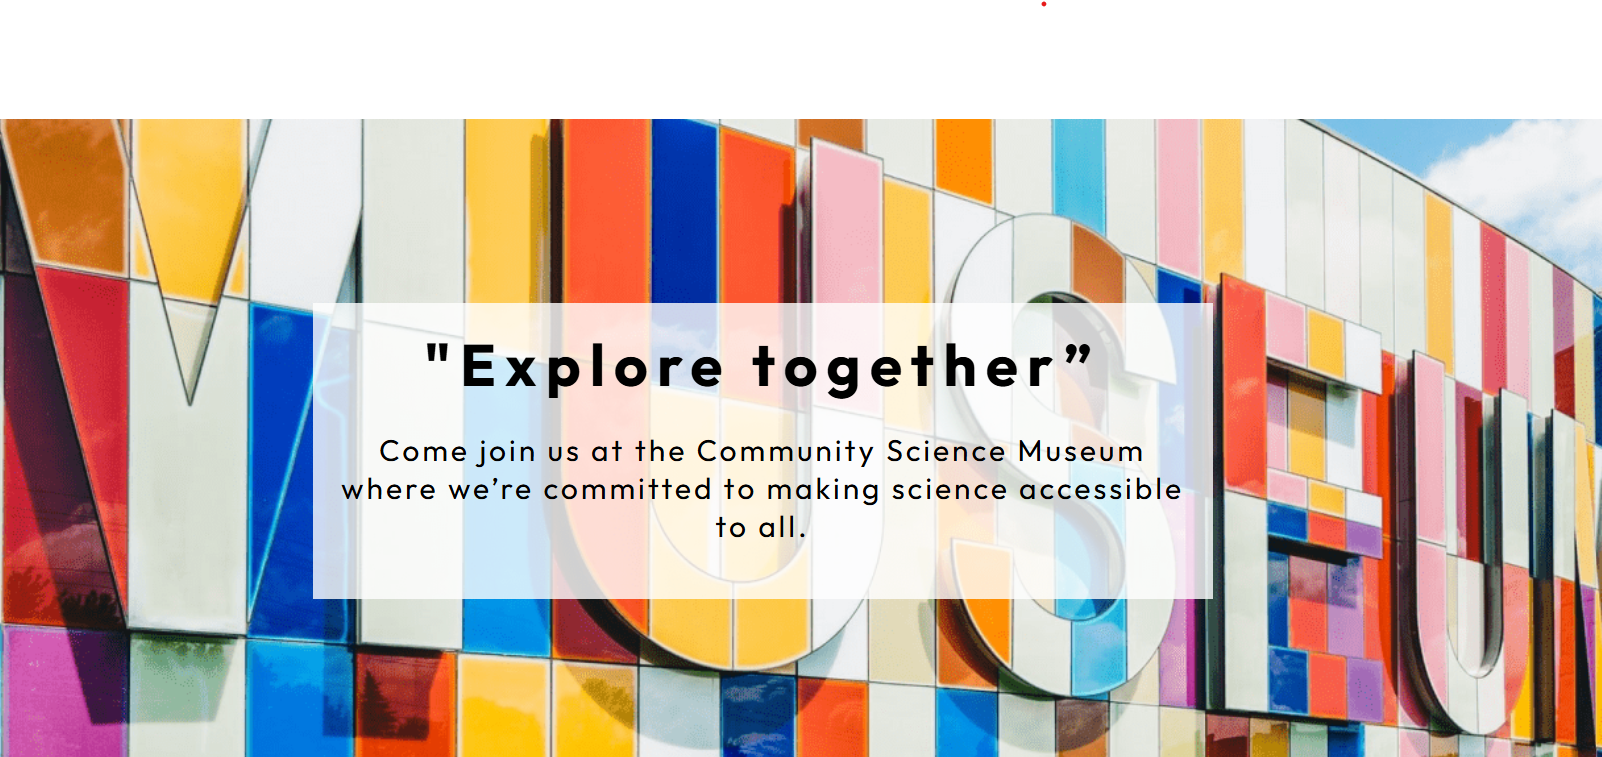 MUSEUM
"Explore together”
Come join us at the Community Science Museum
where we’re committed to making science accessible
to all.